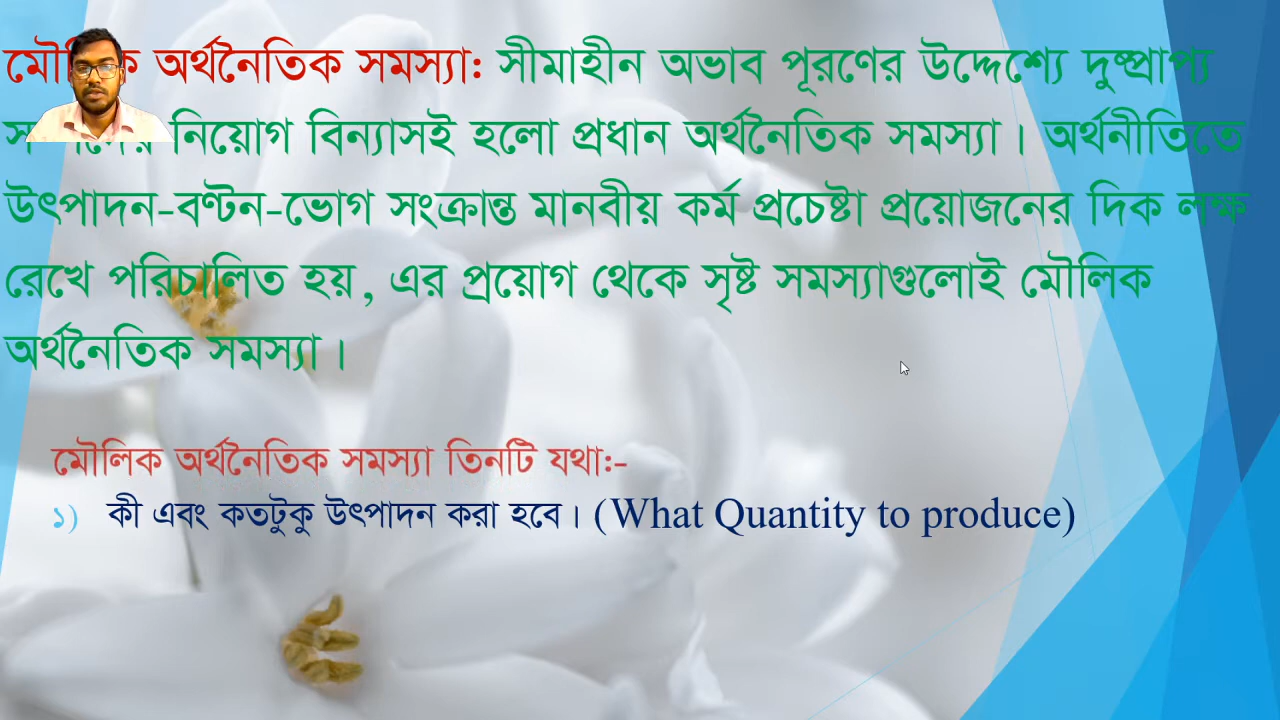 মৌলিক অর্থনৈতিক সমস্যা: সীমাহীন অভাব পূরণের উদ্দেশ্যে দুষ্প্রাপ্য
নিয়োগ বিন্যাসই হলো প্রধান অর্থনৈতিক সমস্যা। অর্থনীতিতে
উৎপাদন-বণ্টন-ভোগ সংক্রান্ত মানবীয় কর্ম প্রচেষ্টা প্রয়োজনের দিক লক্ষ
রেখে পরিচালিত হয়, এর প্রয়োগ থেকে সৃষ্ট সমস্যাগুলোই মৌলিক
অর্থনৈতিক সমস্যা।
মৌলিক অর্থনৈতিক সমস্যা তিনটি যথা:-
১) কী এবং কতটুকু উৎপাদন করা হবে। (What Quantity to produce)